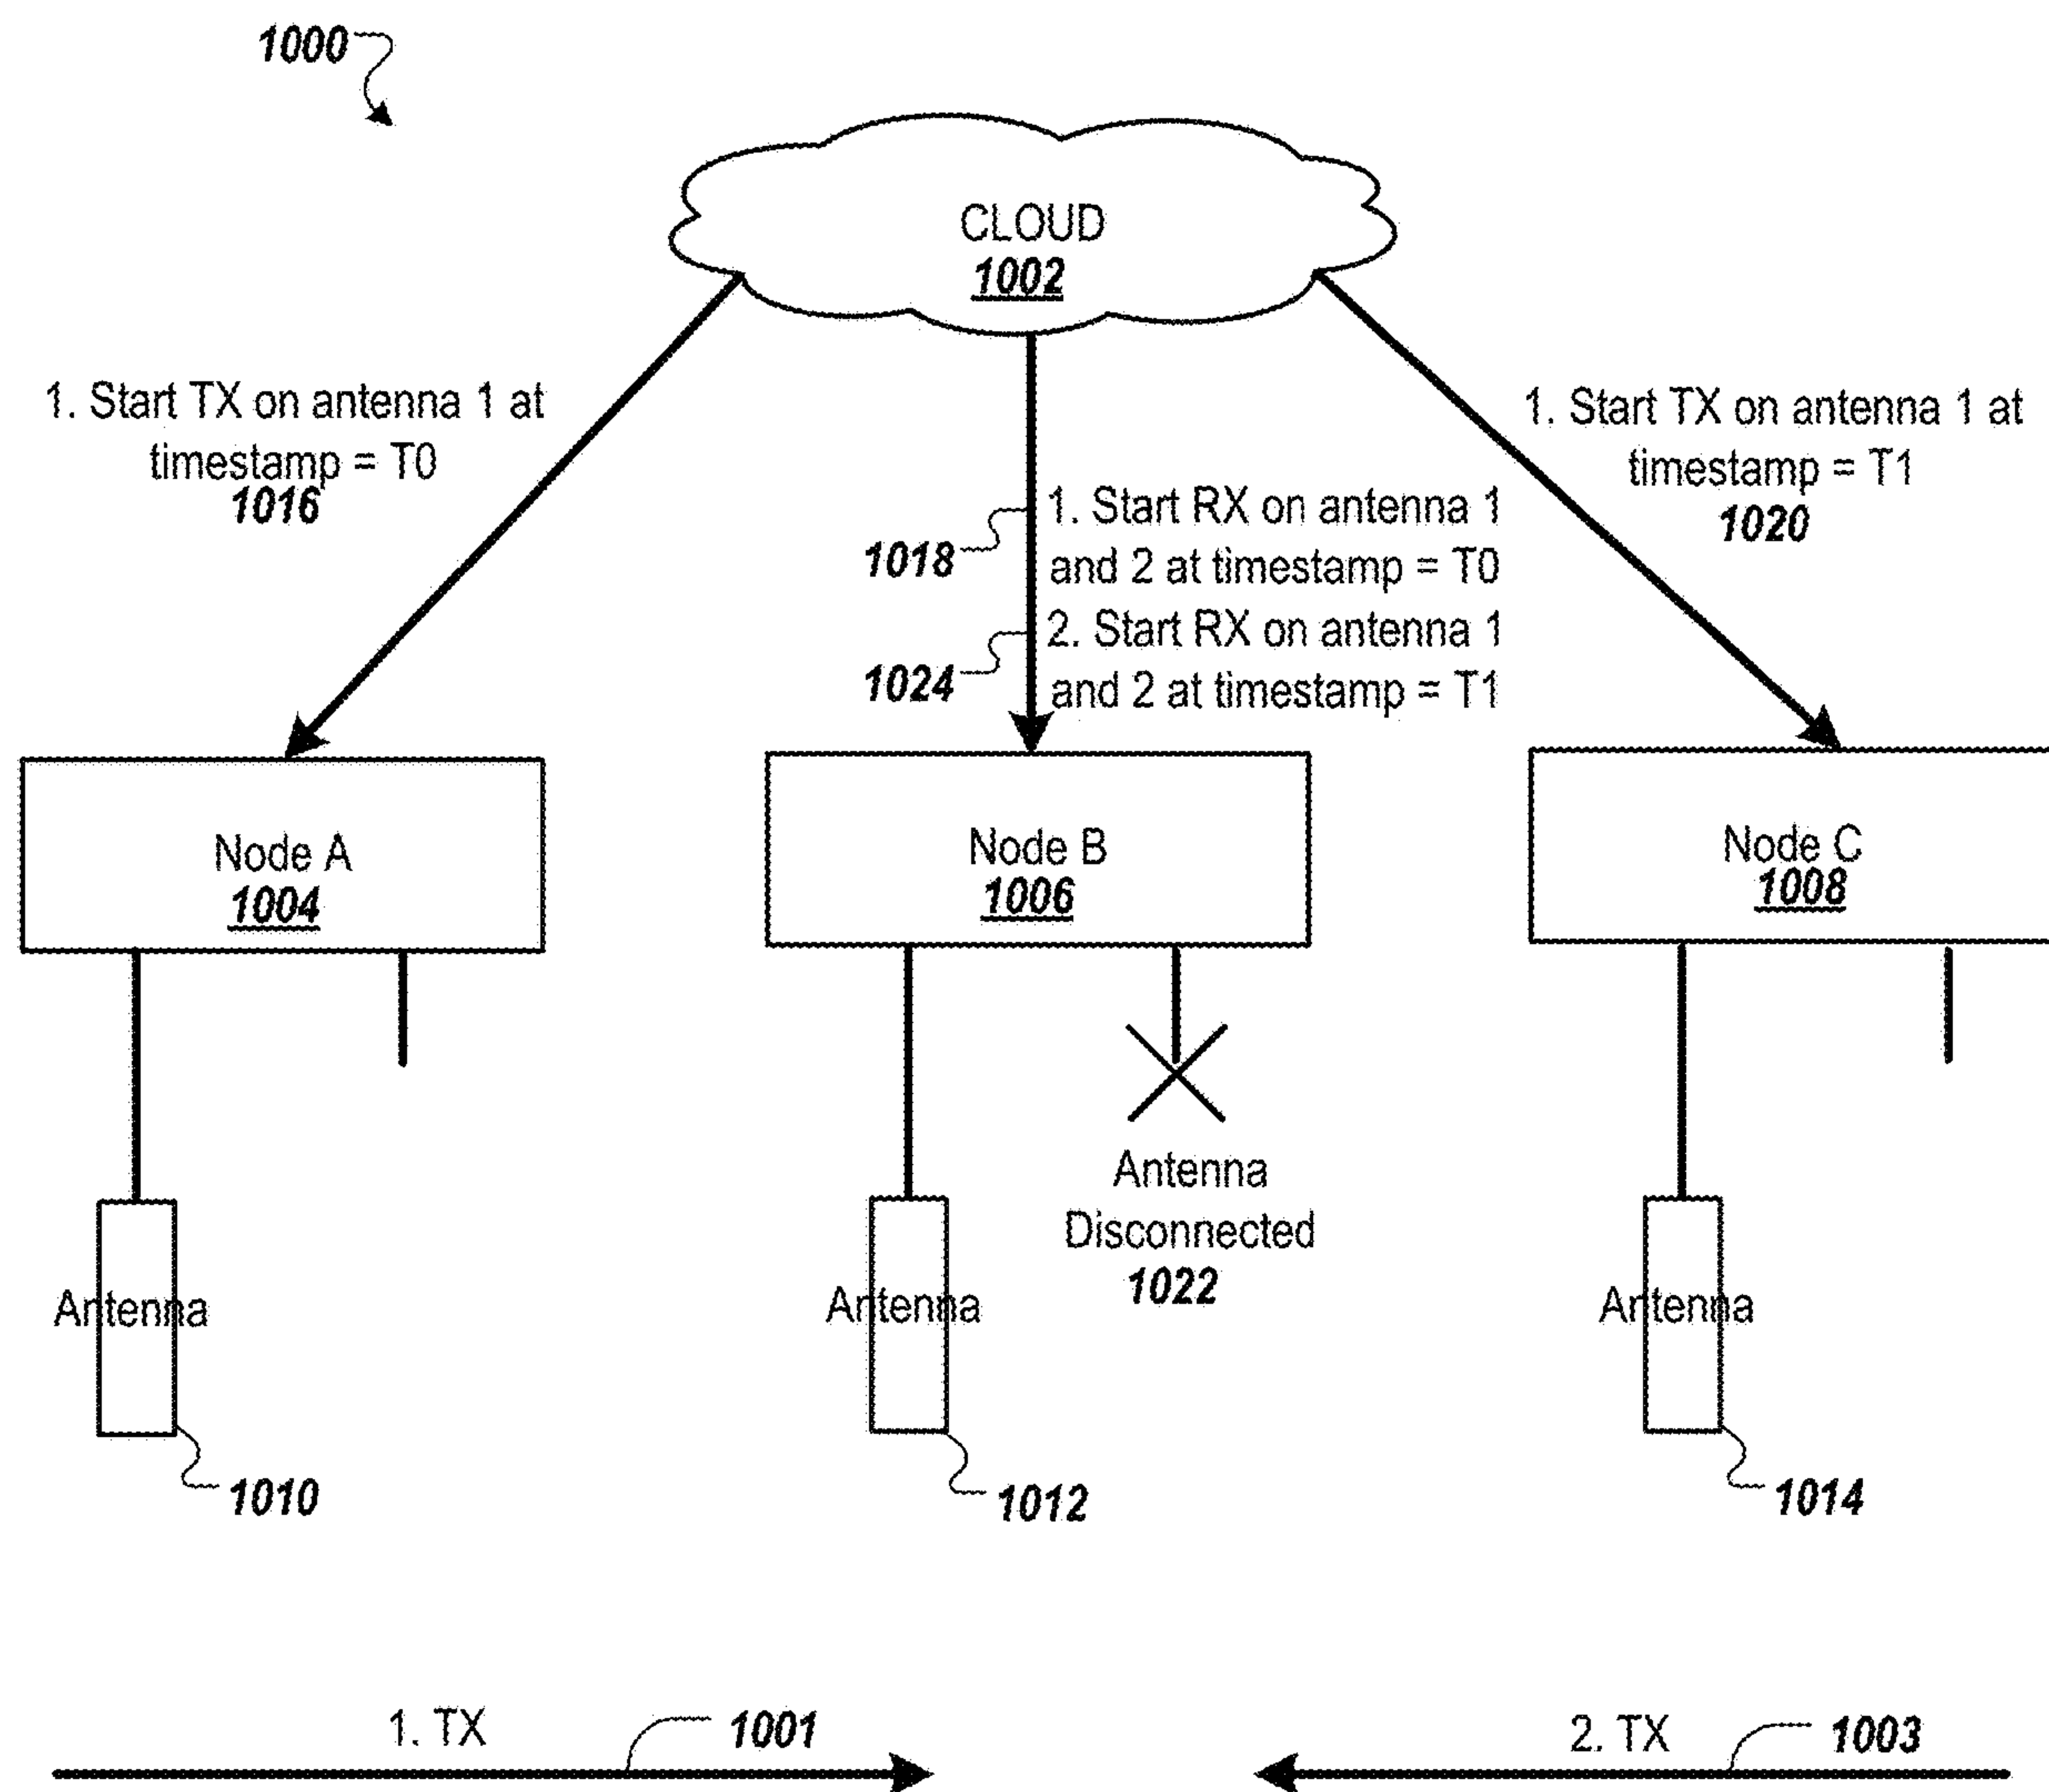 1000
CLOUD
1002
1. Start TX on antenna 1 at
timestamp = T0
1016
1018
1. Start RX on antenna 1
and 2 at timestamp = T0
1024
2. Start RX on antenna 1
and 2 at timestamp = T1
1. Start TX on antenna 1 at
timestamp = T1
1020
Node A
1004
Node B
1006
Node C
1008
Antenna
Disconnected
1022
Antenna
1010
Antenna
1012
Antenna
1014
1. TX
1001
2. TX
1003